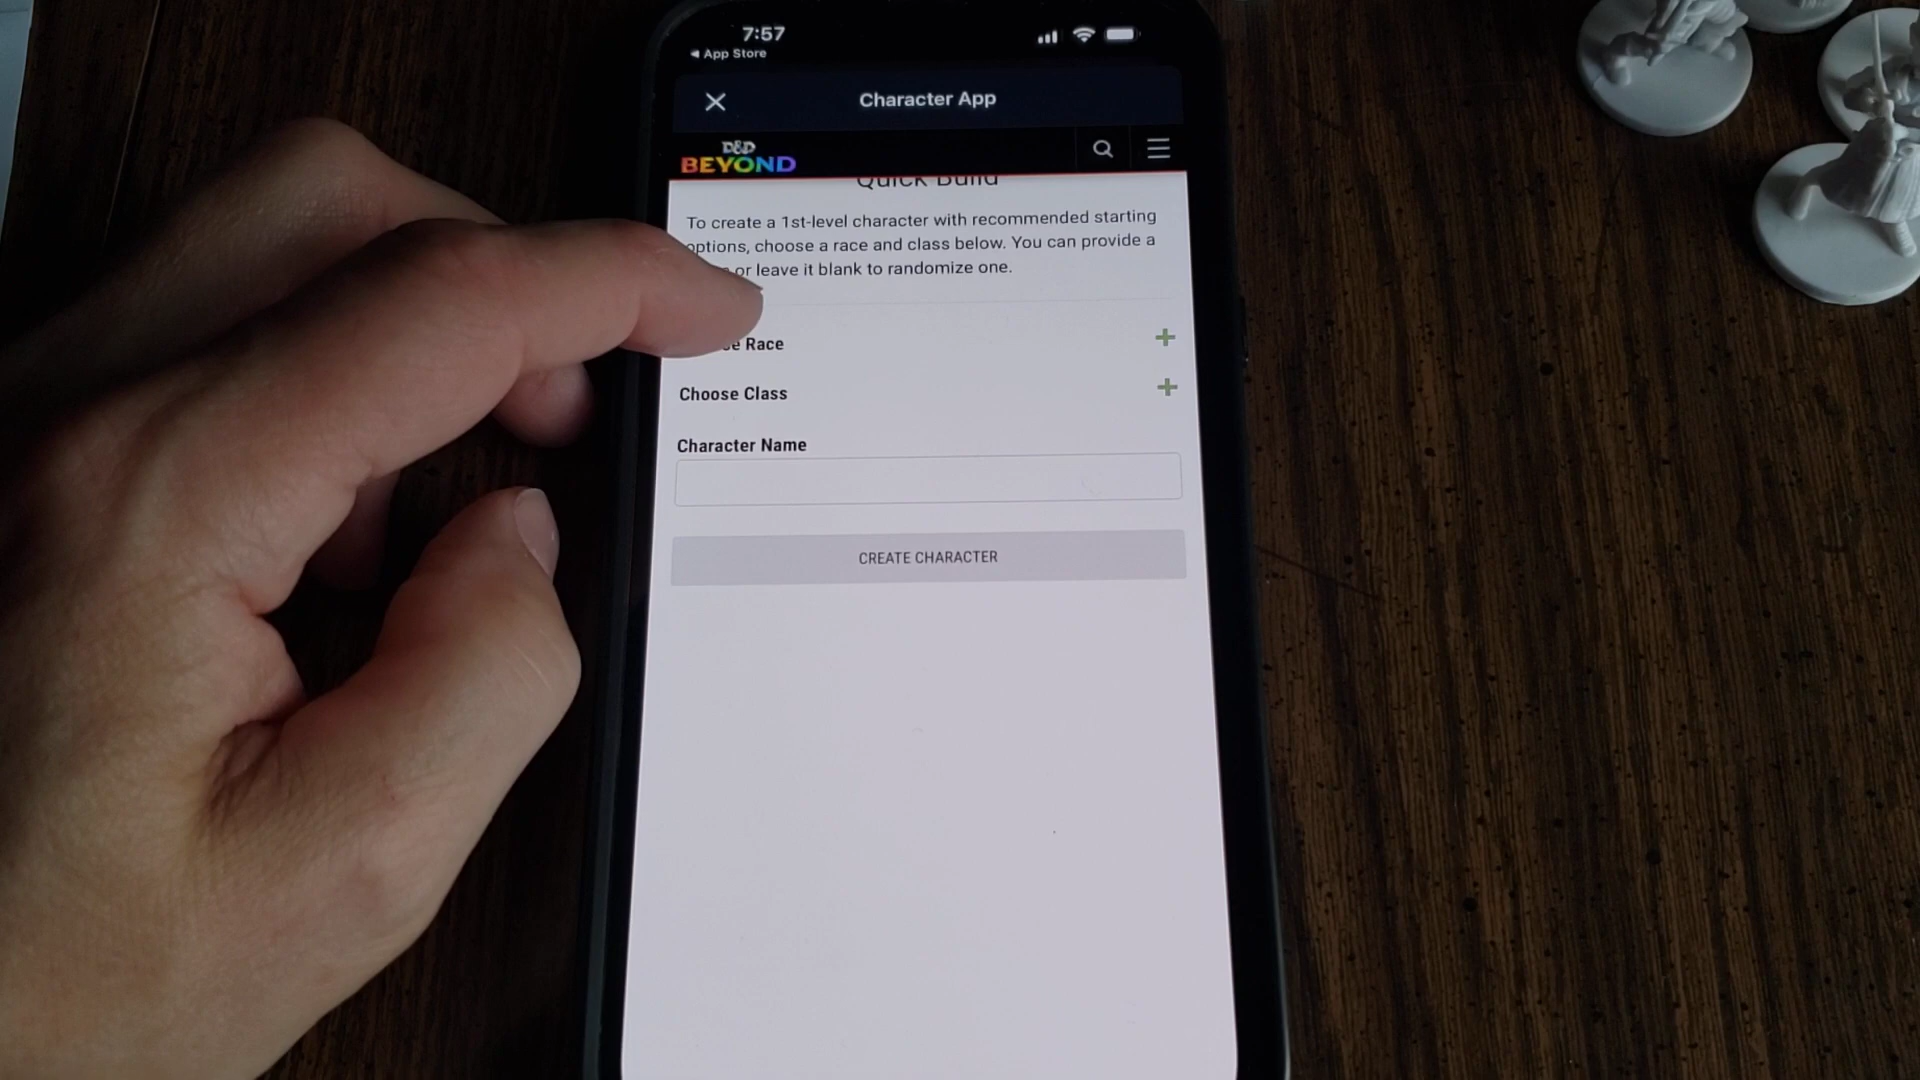 7:57
App Store
Character App
D&D
BEYOND
Quick Build
To create a 1st-level character with recommended starting
options, choose a race and class below. You can provide a
or leave it blank to randomize one.
Race
Choose Class
Character Name
CREATE CHARACTER